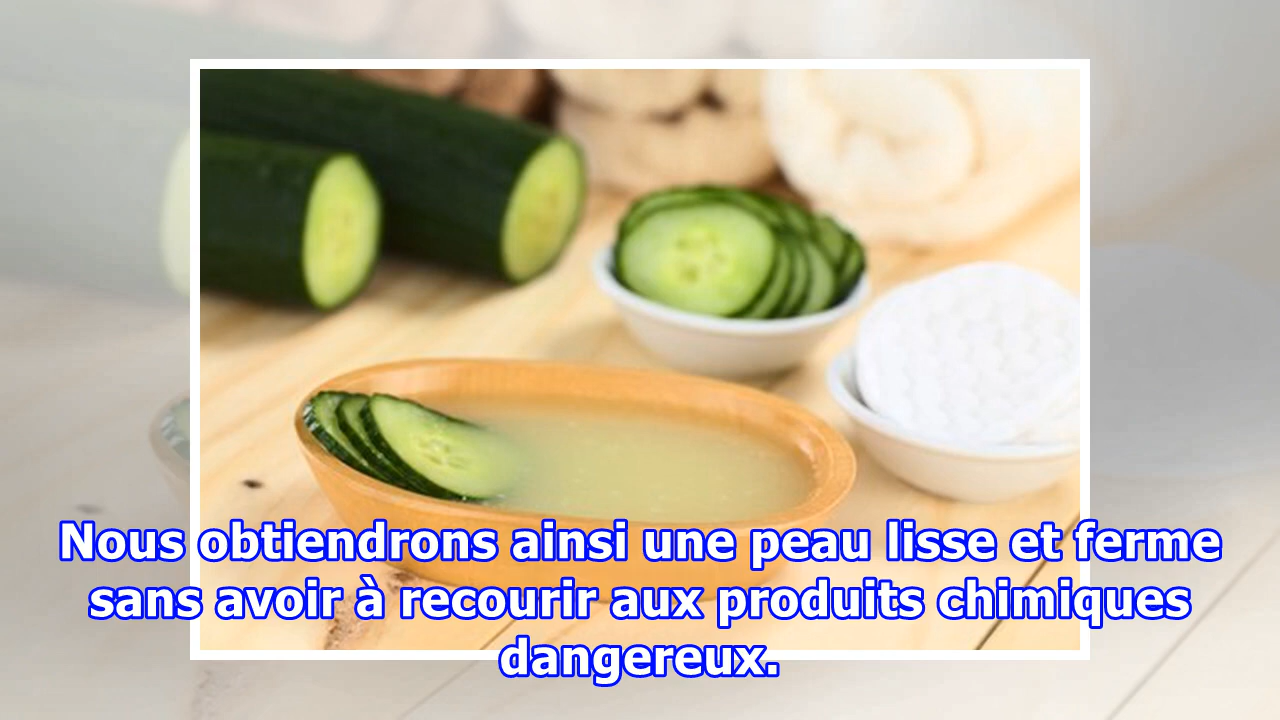 Nous obtiendrons ainsi une peau lisse et ferme
sans avoir à recourir aux produits chimiques
dangereux.